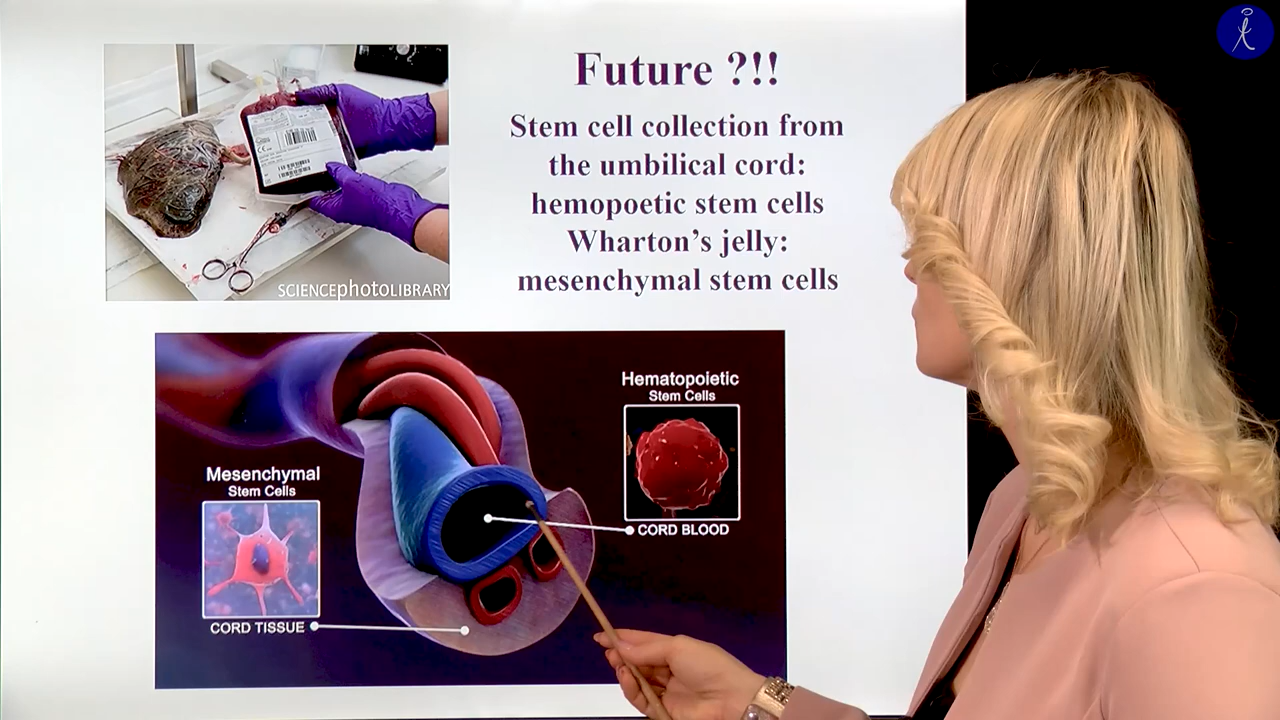 Future ?!!
Stem cell collection from
the umbilical cord:
hemopoetic stem cells
Wharton's jelly:
mesenchymal stem cells
SCIENCEphotoLIBRARY
Hematopoietic
Stem Cells
CORD BLOOD
Mesenchymal
Stem Cells
CORD TISSUE